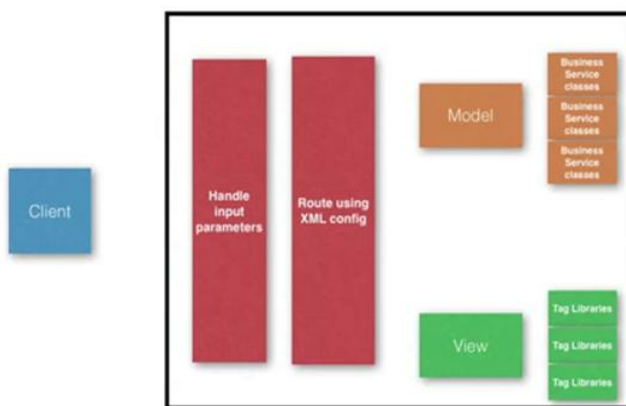 Client
Handle
input
parameters
Route using
XML config
Model
Business
Service
classes
Business
Service
classes
Business
Service
classes
View
Tag Libraries
Tag Libraries
Tag Libraries